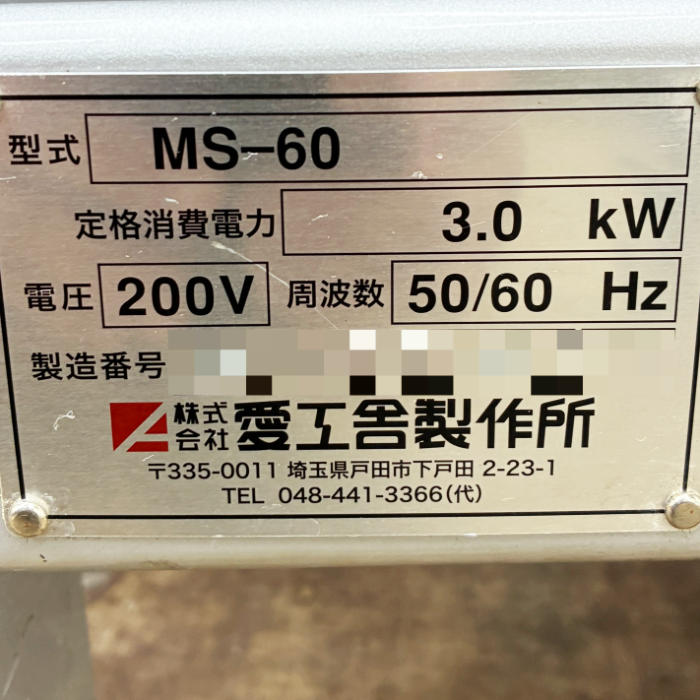 型式 MS-60
定格消費電力 3.0 kW
電圧 200V 周波数 50/60 Hz
製造番号
株式会社 愛工舎製作所
〒335-0011 埼玉県戸田市下戸田 2-23-1
TEL 048-441-3366(代)